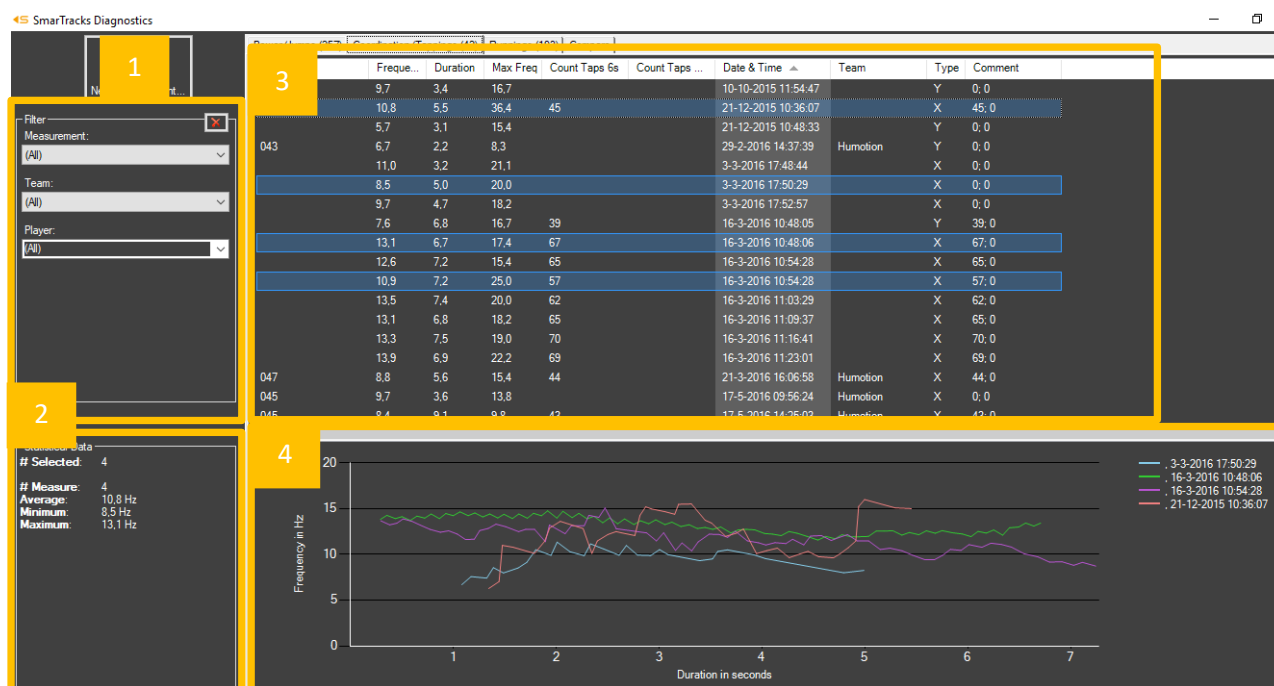 SmarTracks Diagnostics
1
3
Freque... Duration Max Freq Count Taps 6s Count Taps ... Date & Time Team Type Comment
9,7 3,4 16,7 10-10-2015 11:54:47 Y 0; 0
10,8 5,5 36,4 45 21-12-2015 10:36:07 X 45; 0
5,7 3,1 15,4 21-12-2015 10:48:33 Y 0; 0
043 6,7 2,2 8,3 29-2-2016 14:37:39 Humotion Y 0; 0
11,0 3,2 21,1 3-3-2016 17:48:44 X 0; 0
8,5 5,0 20,0 3-3-2016 17:50:29 X 0; 0
9,7 4,7 18,2 3-3-2016 17:52:57 X 0; 0
7,6 6,8 16,7 39 16-3-2016 10:48:05 Y 39; 0
13,1 6,7 17,4 67 16-3-2016 10:48:06 X 67; 0
12,6 7,2 15,4 65 16-3-2016 10:54:28 X 65; 0
10,9 7,2 25,0 57 16-3-2016 10:54:28 X 57; 0
13,5 7,4 20,0 62 16-3-2016 11:03:29 X 62; 0
13,1 6,8 18,2 65 16-3-2016 11:09:37 X 65; 0
13,3 7,5 19,0 70 16-3-2016 11:16:41 X 70; 0
13,9 6,9 22,2 69 16-3-2016 11:23:01 X 69; 0
047 8,8 5,6 15,4 44 21-3-2016 16:06:58 Humotion X 44; 0
045 9,7 3,6 13,8 17-5-2016 09:56:24 Humotion X 0; 0
045 8,4 9,1 9,8 43 17-5-2016 14:25:03 Humotion
Filter
Measurement:
(All)
Team:
(All)
Player:
(All)
2
Data
# Selected: 4
# Measure: 4
Average: 10,8 Hz
Minimum: 8,5 Hz
Maximum: 13,1 Hz
4
20
15
10
5
0
Frequency in Hz
1 2 3 4 5 6 7
Duration in seconds
, 3-3-2016 17:50:29
, 16-3-2016 10:48:06
, 16-3-2016 10:54:28
, 21-12-2015 10:36:07